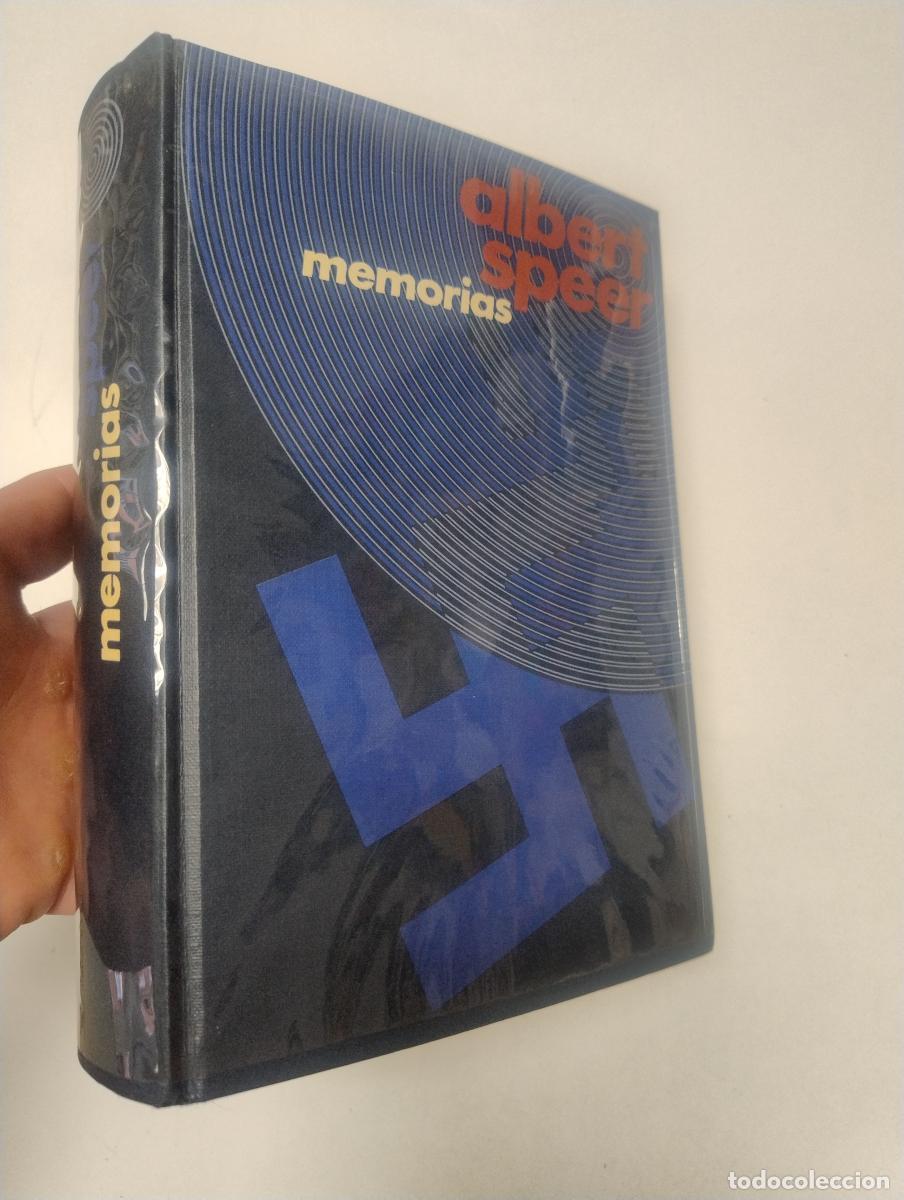 albert
speer
memorias
memorias
todocoleccion